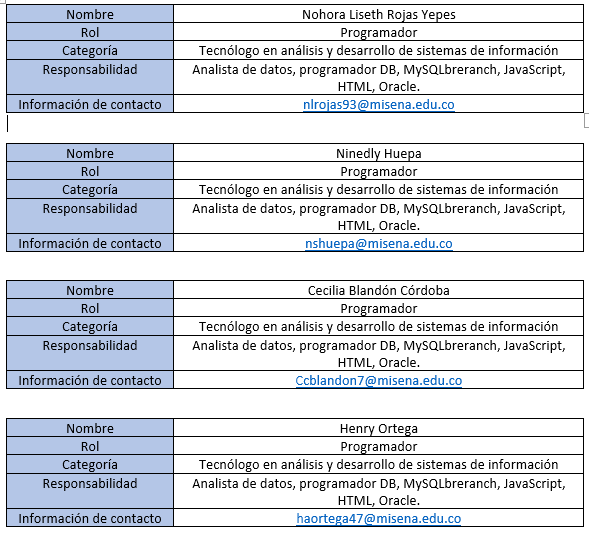 Nombre Nohora Liseth Rojas Yepes
Rol Programador
Categoría Tecnólogo en análisis y desarrollo de sistemas de información
Responsabilidad Analista de datos, programador DB, MySQLbreranch, JavaScript,
HTML, Oracle.
Información de contacto nlrojas93@misena.edu.co
Nombre Ninedly Huepa
Rol Programador
Categoría Tecnólogo en análisis y desarrollo de sistemas de información
Responsabilidad Analista de datos, programador DB, MySQLbreranch, JavaScript,
HTML, Oracle.
Información de contacto nshuepa@misena.edu.co
Nombre Cecilia Blandón Córdoba
Rol Programador
Categoría Tecnólogo en análisis y desarrollo de sistemas de información
Responsabilidad Analista de datos, programador DB, MySQLbreranch, JavaScript,
HTML, Oracle.
Información de contacto Ccblandon7@misena.edu.co
Nombre Henry Ortega
Rol Programador
Categoría Tecnólogo en análisis y desarrollo de sistemas de información
Responsabilidad Analista de datos, programador DB, MySQLbreranch, JavaScript,
HTML, Oracle.
Información de contacto haortega47@misena.edu.co